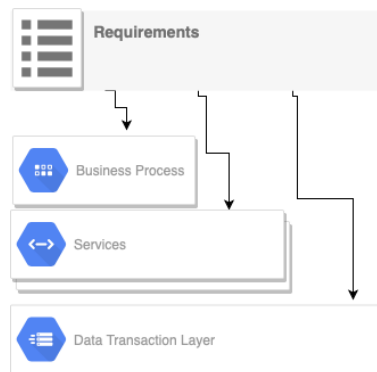 Requirements
Business Process
Services
Data Transaction Layer